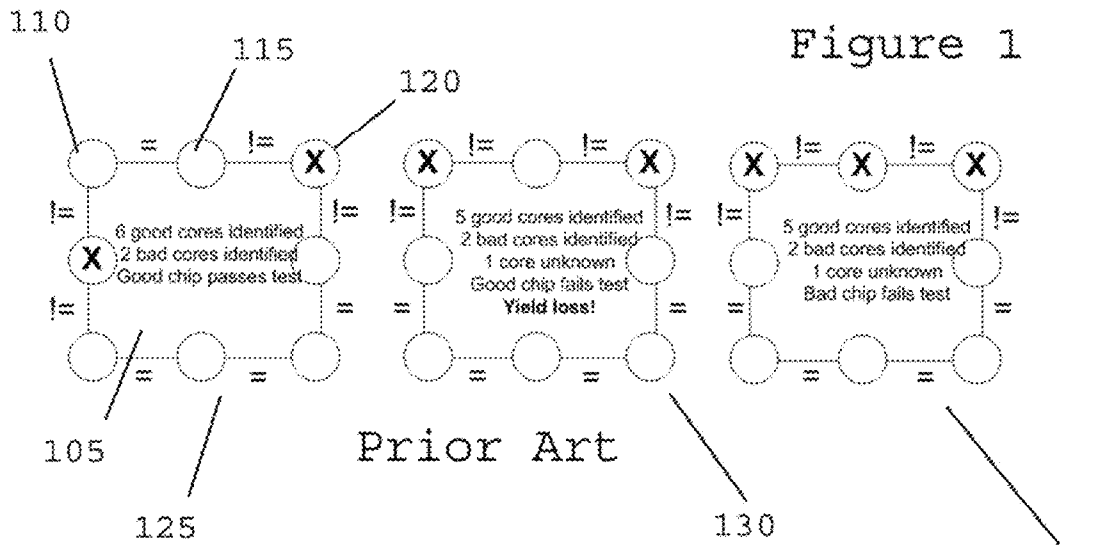 110
115
120
Figure 1
= !=
X
!= !=
6 good cores identified
2 bad cores identified
Good chip passes test
X
!= =
= =
X != != X
!= !=
5 good cores identified
2 bad cores identified
1 core unknown
Good chip fails test
Yield loss!
= =
= =
X != X != X
!= !=
5 good cores identified
2 bad cores identified
1 core unknown
Bad chip fails test
= =
= =
105
125
Prior Art
130